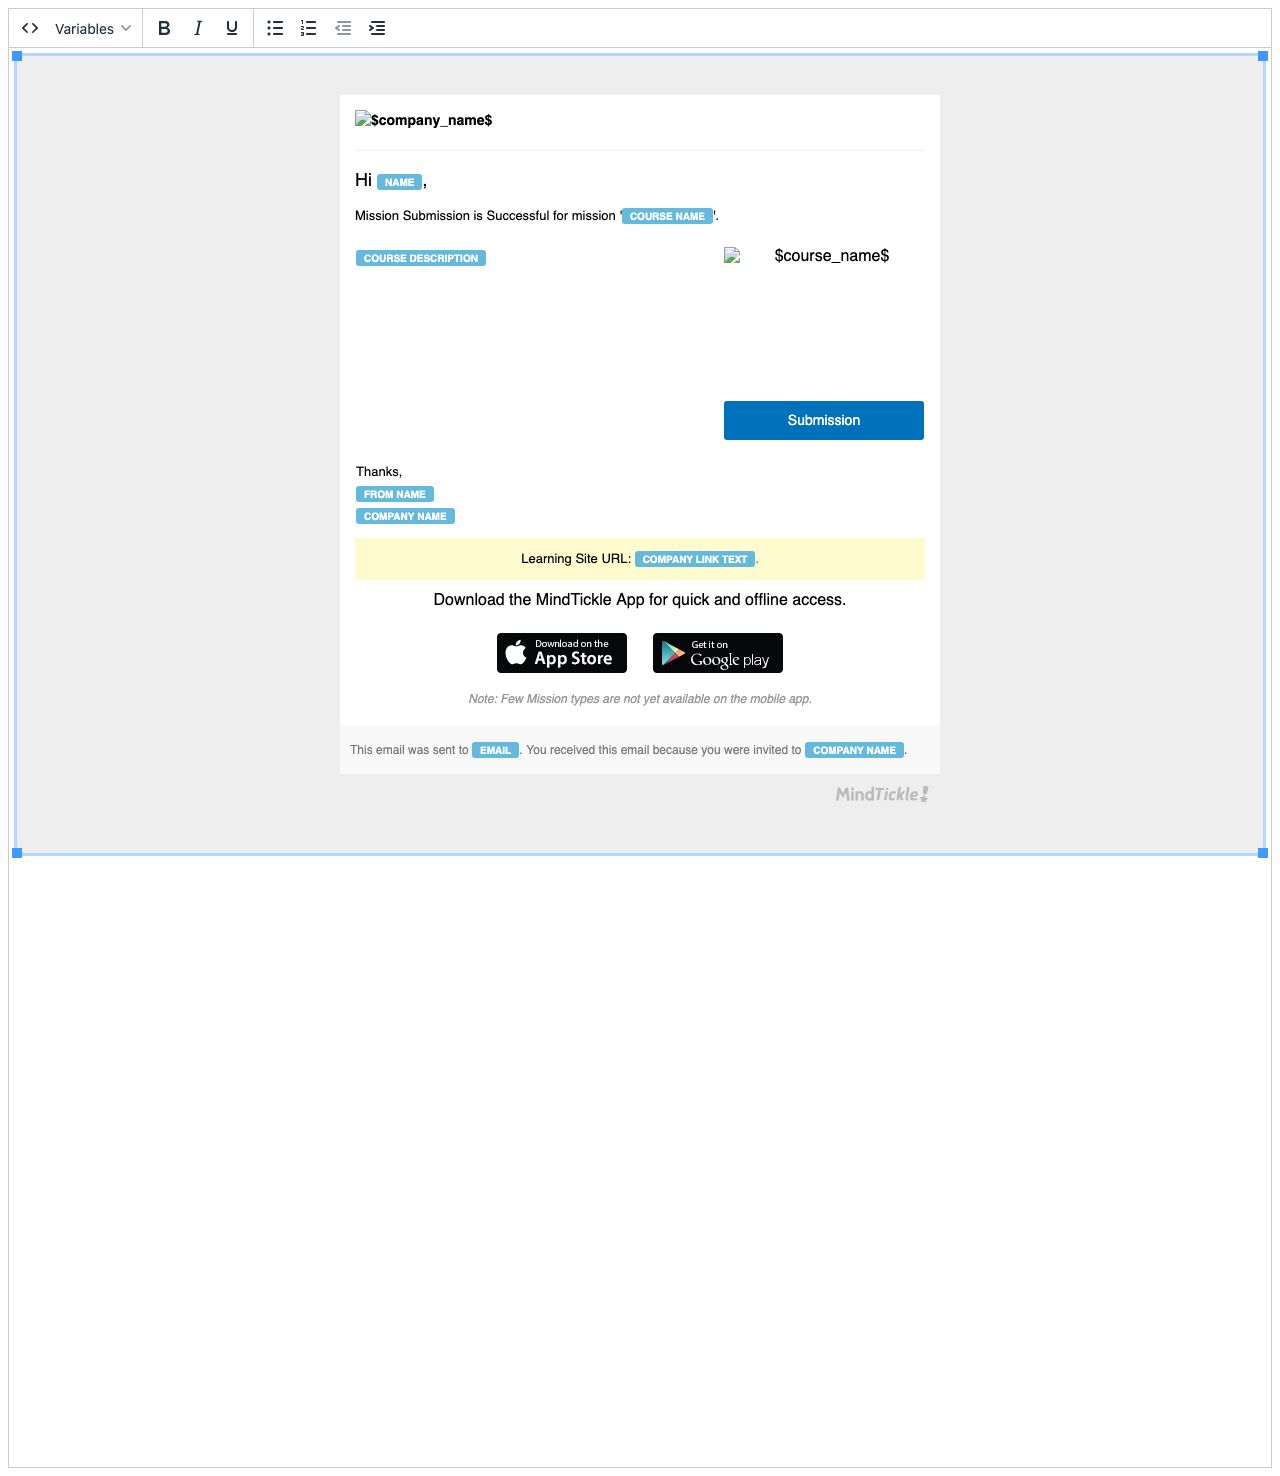 Variables
$company_name$
Hi NAME ,
Mission Submission is Successful for mission 'COURSE NAME'.
COURSE DESCRIPTION
$course_name$
Submission
Thanks,
FROM NAME
COMPANY NAME
Learning Site URL: COMPANY LINK TEXT.
Download the MindTickle App for quick and offline access.
Download on the
App Store
Get it on
Google play
Note: Few Mission types are not yet available on the mobile app.
This email was sent to EMAIL. You received this email because you were invited to COMPANY NAME.
MindTickle!